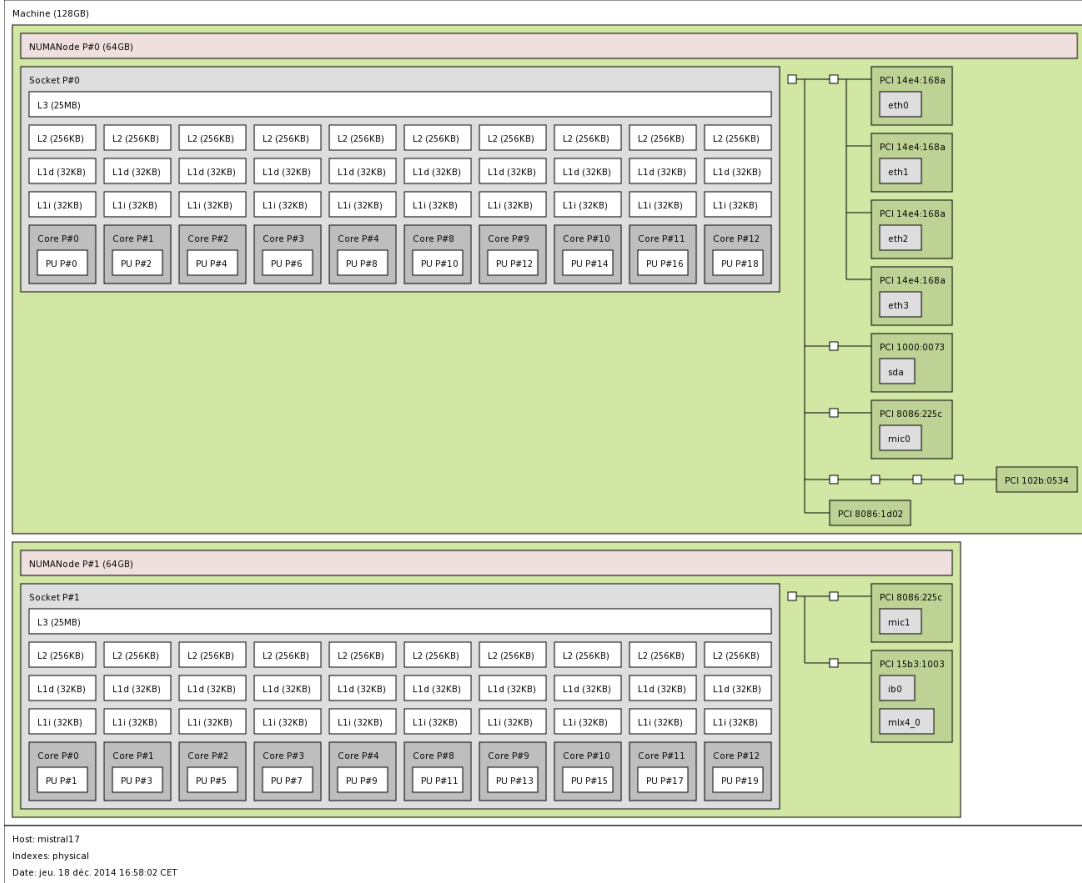 Machine (128GB)
NUMANode P#0 (64GB)
Socket P#0
L3 (25MB)
L2 (256KB) L2 (256KB) L2 (256KB) L2 (256KB) L2 (256KB) L2 (256KB) L2 (256KB) L2 (256KB) L2 (256KB) L2 (256KB)
L1d (32KB) L1d (32KB) L1d (32KB) L1d (32KB) L1d (32KB) L1d (32KB) L1d (32KB) L1d (32KB) L1d (32KB) L1d (32KB)
L1i (32KB) L1i (32KB) L1i (32KB) L1i (32KB) L1i (32KB) L1i (32KB) L1i (32KB) L1i (32KB) L1i (32KB) L1i (32KB)
Core P#0 Core P#1 Core P#2 Core P#3 Core P#4 Core P#8 Core P#9 Core P#10 Core P#11 Core P#12
PU P#0 PU P#2 PU P#4 PU P#6 PU P#8 PU P#10 PU P#12 PU P#14 PU P#16 PU P#18
PCI 14e4:168a
eth0
PCI 14e4:168a
eth1
PCI 14e4:168a
eth2
PCI 14e4:168a
eth3
PCI 1000:0073
sda
PCI 8086:225c
mic0
PCI 102b:0534
PCI 8086:1d02
NUMANode P#1 (64GB)
Socket P#1
L3 (25MB)
L2 (256KB) L2 (256KB) L2 (256KB) L2 (256KB) L2 (256KB) L2 (256KB) L2 (256KB) L2 (256KB) L2 (256KB) L2 (256KB)
L1d (32KB) L1d (32KB) L1d (32KB) L1d (32KB) L1d (32KB) L1d (32KB) L1d (32KB) L1d (32KB) L1d (32KB) L1d (32KB)
L1i (32KB) L1i (32KB) L1i (32KB) L1i (32KB) L1i (32KB) L1i (32KB) L1i (32KB) L1i (32KB) L1i (32KB) L1i (32KB)
Core P#0 Core P#1 Core P#2 Core P#3 Core P#4 Core P#8 Core P#9 Core P#10 Core P#11 Core P#12
PU P#1 PU P#3 PU P#5 PU P#7 PU P#9 PU P#11 PU P#13 PU P#15 PU P#17 PU P#19
PCI 8086:225c
mic1
PCI 15b3:1003
ib0
mlx4_0
Host: mistral17
Indexes: physical
Date: jeu. 18 déc. 2014 16:58:02 CET